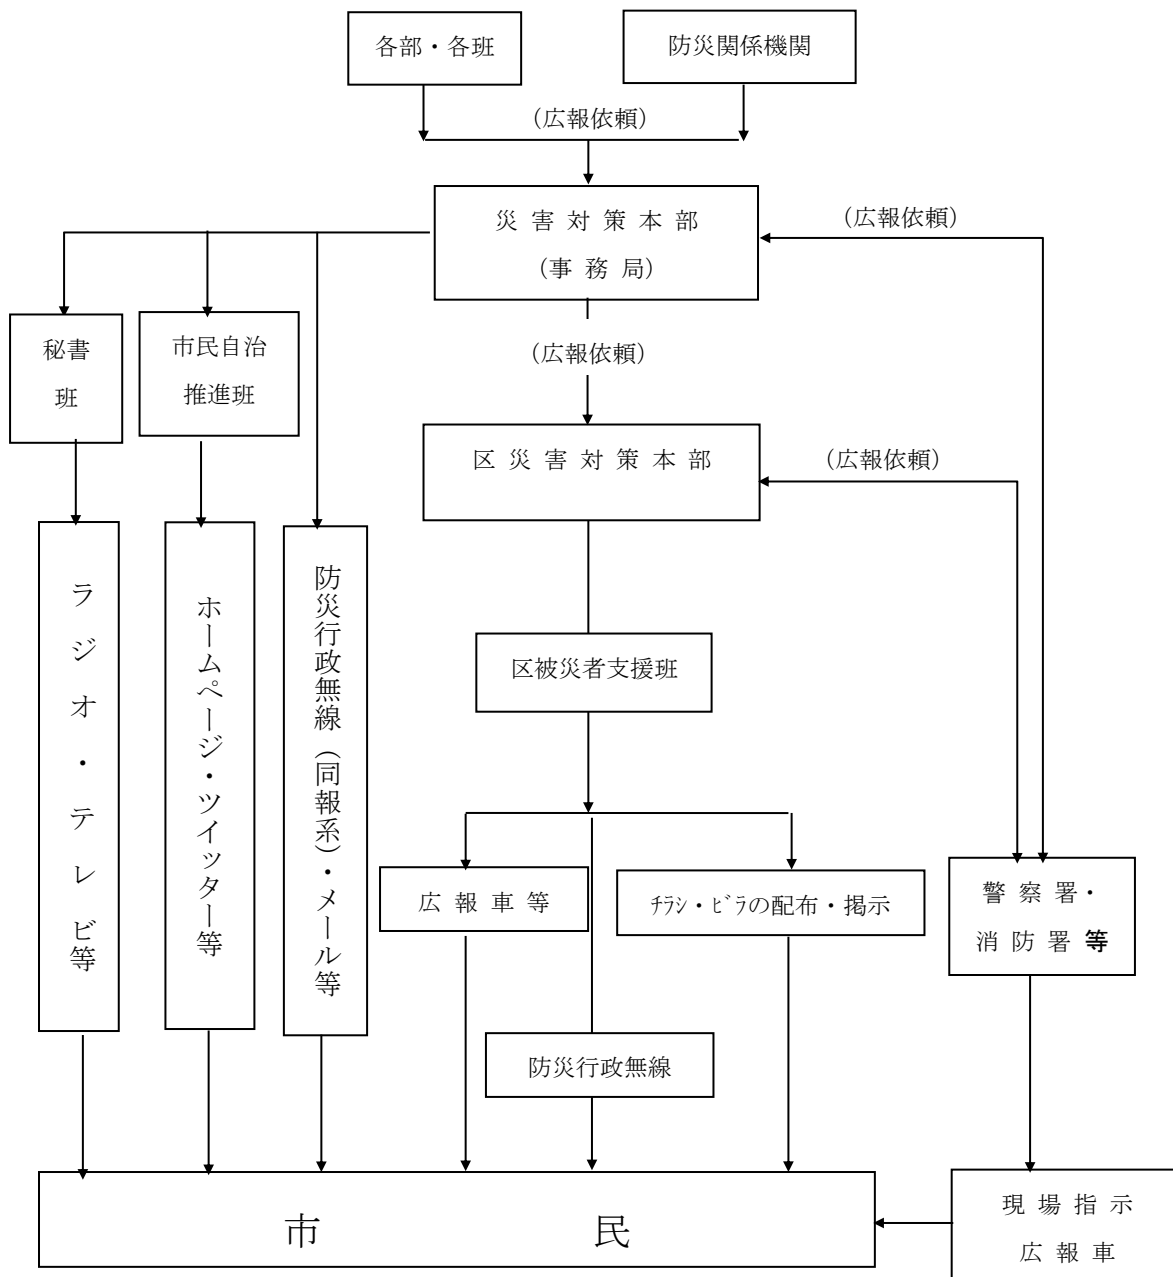 各部・各班
防災関係機関
(広報依頼)
災害対策本部
(事務局)
(広報依頼)
秘書
班
市民自治
推進班
(広報依頼)
区災害対策本部
(広報依頼)
ラジオ・テレビ等
ホームページ・ツイッター等
防災行政無線(同報系)・メール等
区被災者支援班
広報車等
ﾁﾗｼ・ﾋﾞﾗの配布・掲示
警察署・
消防署等
防災行政無線
市民
現場指示
広報車